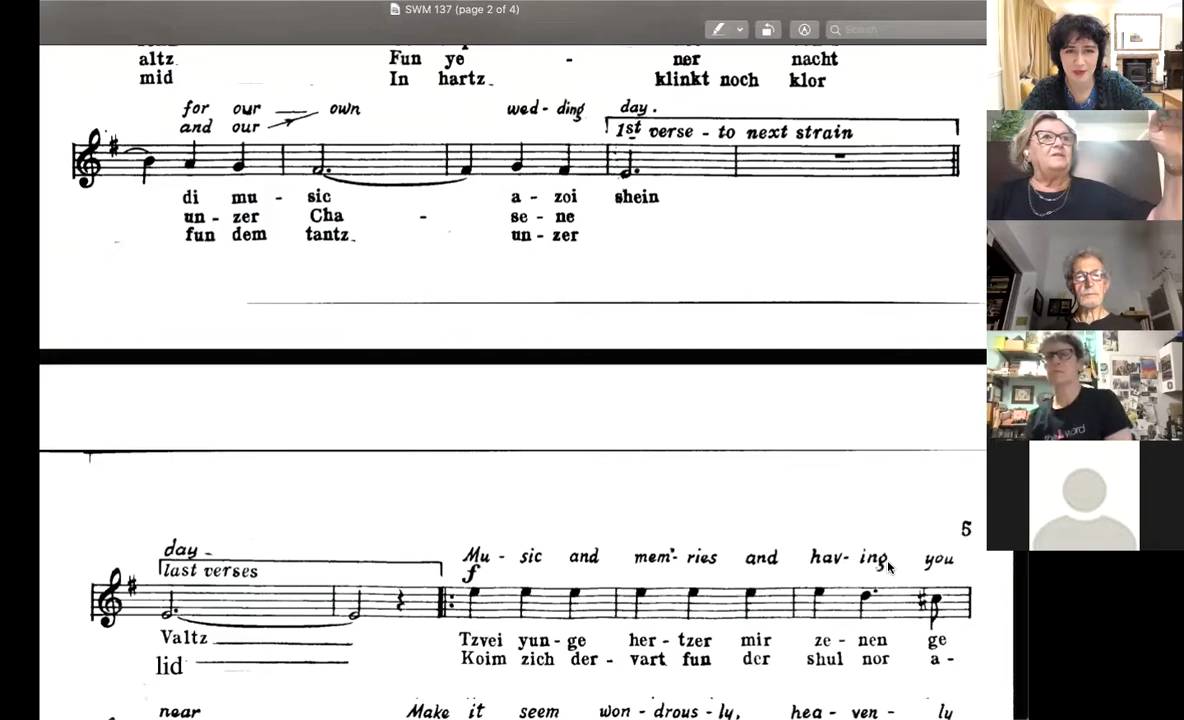 SWM 137 (page 2 of 4)
Search
altz Fun ye - ner nacht
mid In hartz klinkt noch klor
for our own wed - ding day.
and our
1st verse - to next strain
di mu - sic a - zoi shein
un - zer Cha - se - ne
fun dem tantz un - zer
5
day - Mu - sic and mem'- ries and hav - ing you
last verses f
Valtz Tzvei yun - ge her - tzer mir ze - nen ge
lid Koim zich der - vart fun der shul nor a -
near Make it seem won - drous - ly, hea - ven - ly